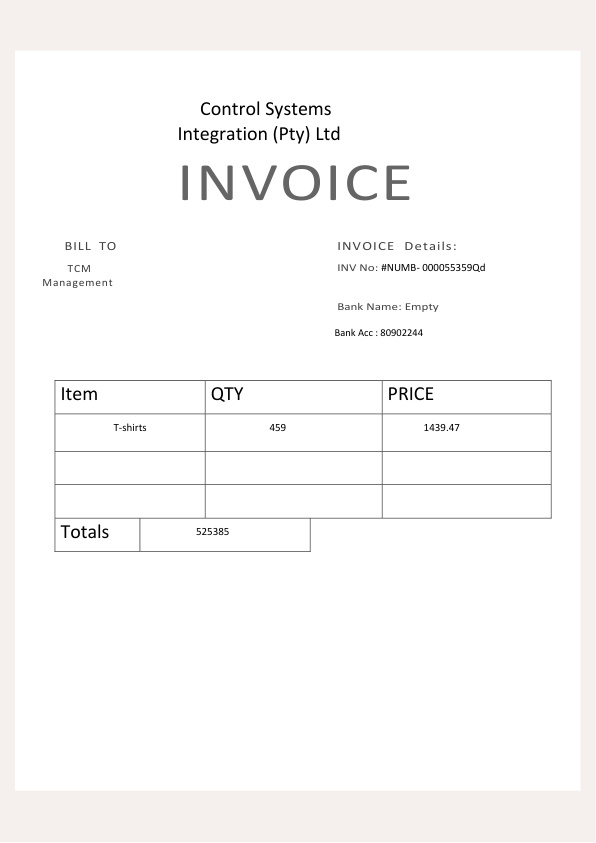 Control Systems
Integration (Pty) Ltd
INVOICE
BILL TO
TCM
Management
INVOICE Details:
INV No: #NUMB- 000055359Qd
Bank Name: Empty
Bank Acc : 80902244
Item QTY PRICE
T-shirts 459 1439.47
Totals 525385